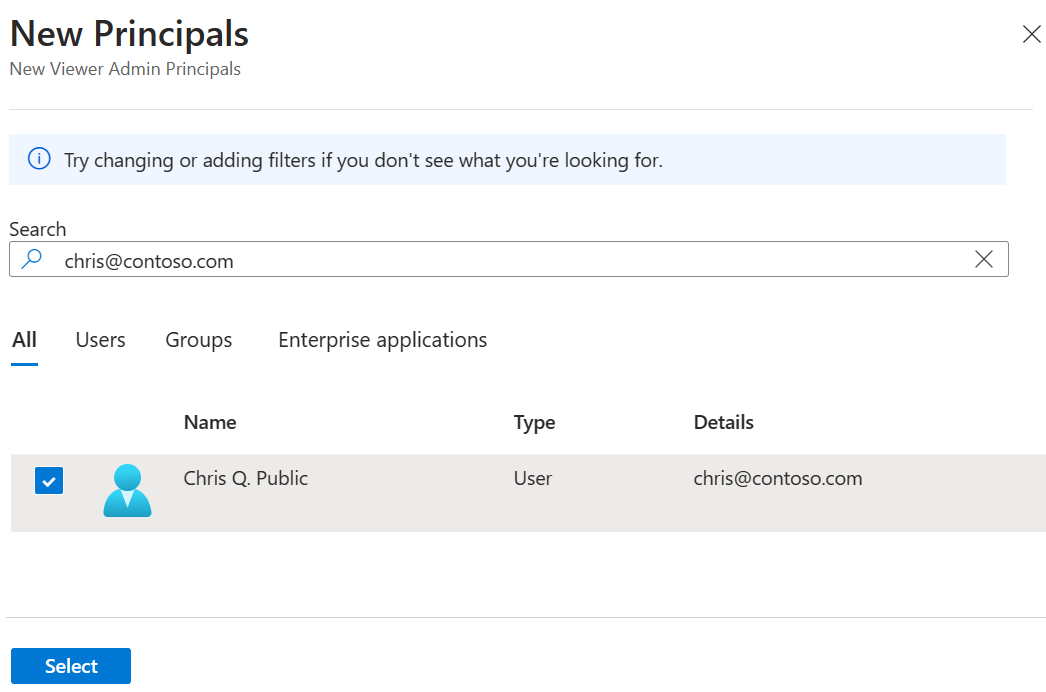 New Principals
New Viewer Admin Principals
Try changing or adding filters if you don't see what you're looking for.
Search
chris@contoso.com
All Users Groups Enterprise applications
Name Type Details
Chris Q. Public User chris@contoso.com
Select